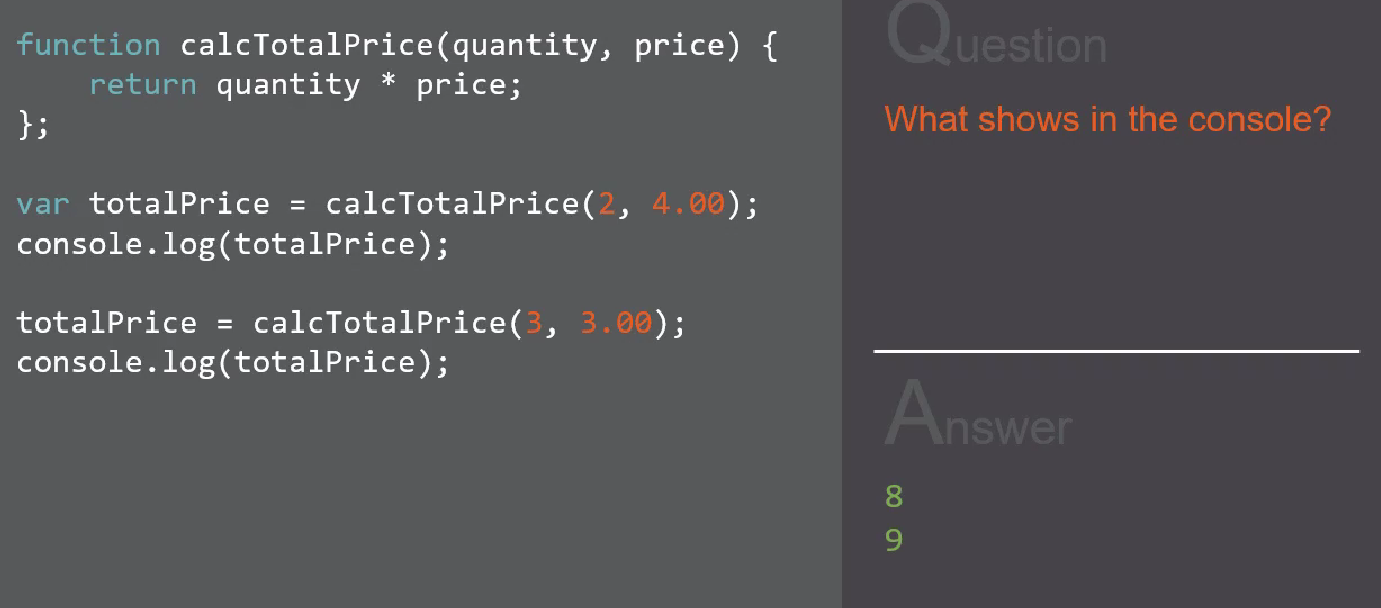 function calcTotalPrice(quantity, price) {
    return quantity * price;
};
var totalPrice = calcTotalPrice(2, 4.00);
console.log(totalPrice);
totalPrice = calcTotalPrice(3, 3.00);
console.log(totalPrice);
Question
What shows in the console?
Answer
8
9